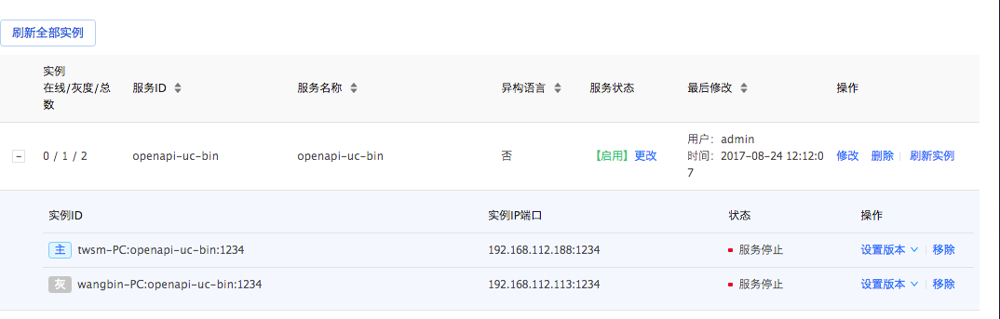 刷新全部实例
实例
在线/灰度/总
数
服务ID
服务名称
异构语言
服务状态
最后修改
操作
0 / 1 / 2
openapi-uc-bin
openapi-uc-bin
否
【启用】更改
用户：admin
时间：2017-08-24 12:12:0
7
修改 删除 刷新实例
实例ID
实例IP端口
状态
操作
主 twsm-PC:openapi-uc-bin:1234
192.168.112.188:1234
服务停止
设置版本 移除
灰 wangbin-PC:openapi-uc-bin:1234
192.168.112.113:1234
服务停止
设置版本 移除